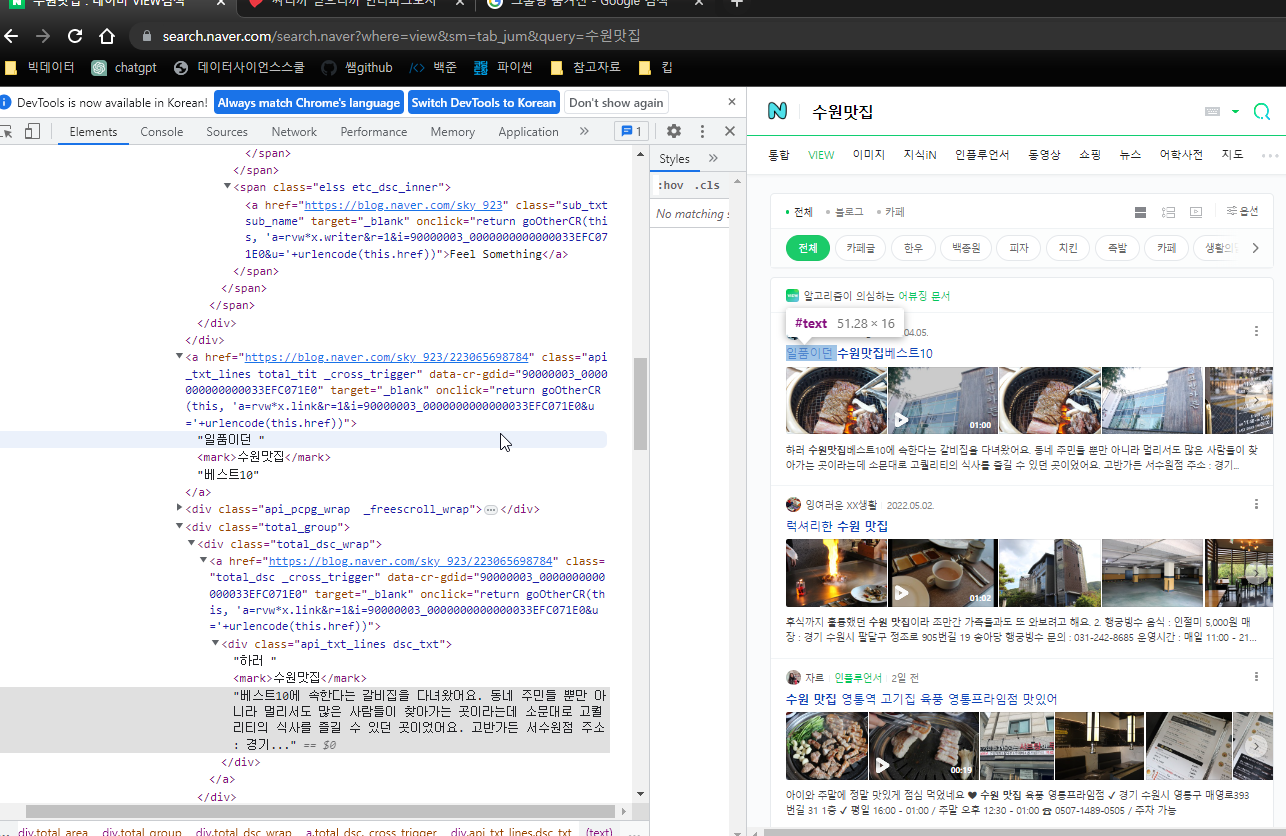 수원맛집 : 네이버 VIEW검색
Google 검색
search.naver.com/search.naver?where=view&sm=tab_jum&query=수원맛집
빅데이터 chatgpt 데이터사이언스스쿨 쌤github 백준 파이썬 참고자료 킵
DevTools is now available in Korean! Always match Chrome's language Switch DevTools to Korean Don't show again
Elements Console Sources Network Performance Memory Application 1
Styles
:hov .cls
No matching s
</span>
</span>
<span class="elss etc_dsc_inner">
<a href="https://blog.naver.com/sky_923" class="sub_txt
sub_name" target="_blank" onclick="return goOtherCR(thi
s, 'a=rvw*x.writer&r=1&i=90000003_0000000000000033EFC07
1E0&u='+urlencode(this.href))">Feel Something</a>
</span>
</span>
</span>
</div>
</div>
<a href="https://blog.naver.com/sky_923/223065698784" class="api
_txt_lines total_tit _cross_trigger" data-cr-gdid="90000003_0000
000000000033EFC071E0" target="_blank" onclick="return goOtherCR
(this, 'a=rvw*x.link&r=1&i=90000003_0000000000000033EFC071E0&u
='+urlencode(this.href))">
"일품이던 "
<mark>수원맛집</mark>
"베스트10"
</a>
<div class="api_pcpg_wrap  _freescroll_wrap">…</div>
<div class="total_group">
<div class="total_dsc_wrap">
<a href="https://blog.naver.com/sky_923/223065698784" class=
"total_dsc _cross_trigger" data-cr-gdid="90000003_0000000000
000033EFC071E0" target="_blank" onclick="return goOtherCR(th
is, 'a=rvw*x.link&r=1&i=90000003_0000000000000033EFC071E0&u
='+urlencode(this.href))">
<div class="api_txt_lines dsc_txt">
"하러 "
<mark>수원맛집</mark>
"베스트10에 속한다는 갈비집을 다녀왔어요. 동네 주민들 뿐만 아
니라 멀리서도 많은 사람들이 찾아가는 곳이라는데 소문대로 고퀄
리티의 식사를 즐길 수 있던 곳이었어요. 고반가든 서수원점 주소
: 경기..." == $0
</div>
</a>
</div>
div.total_area div.total_group div.total_dsc_wrap a.total_dsc._cross_trigger div.api_txt_lines.dsc_txt (text)
N 수원맛집
통합 VIEW 이미지 지식iN 인플루언서 동영상 쇼핑 뉴스 어학사전 지도
전체 블로그 카페 옵션
전체 카페글 한우 백종원 피자 치킨 족발 카페
알고리즘이 의심하는 어뷰징 문서
#text 51.28 × 16
04.05.
일품이던 수원맛집베스트10
01:00
하러 수원맛집베스트10에 속한다는 갈비집을 다녀왔어요. 동네 주민들 뿐만 아니라 멀리서도 많은 사람들이 찾
아가는 곳이라는데 소문대로 고퀄리티의 식사를 즐길 수 있던 곳이었어요. 고반가든 서수원점 주소 : 경기...
잉여러운 XX생활 2022.05.02.
럭셔리한 수원 맛집
01:02
후식까지 훌륭했던 수원 맛집이라 조만간 가족들과도 또 와보려고 해요. 2. 행궁빙수 음식 : 인절미 5,000원 매
장 : 경기 수원시 팔달구 정조로 905번길 19 송아당 행궁빙수 문의 : 031-242-8685 운영시간 : 매일 11:00 - 21...
자르 인플루언서 2일 전
수원 맛집 영통역 고기집 육풍 영통프라임점 맛있어
00:19
아이와 주말에 정말 맛있게 점심 먹었네요 ♥ 수원 맛집 육풍 영통프라임점 ✓ 경기 수원시 영통구 매영로393
번길 31 1층 ✓ 평일 16:00 - 01:00 / 주말 오후 12:30 - 01:00 ☎ 0507-1489-0505 / 주차 가능